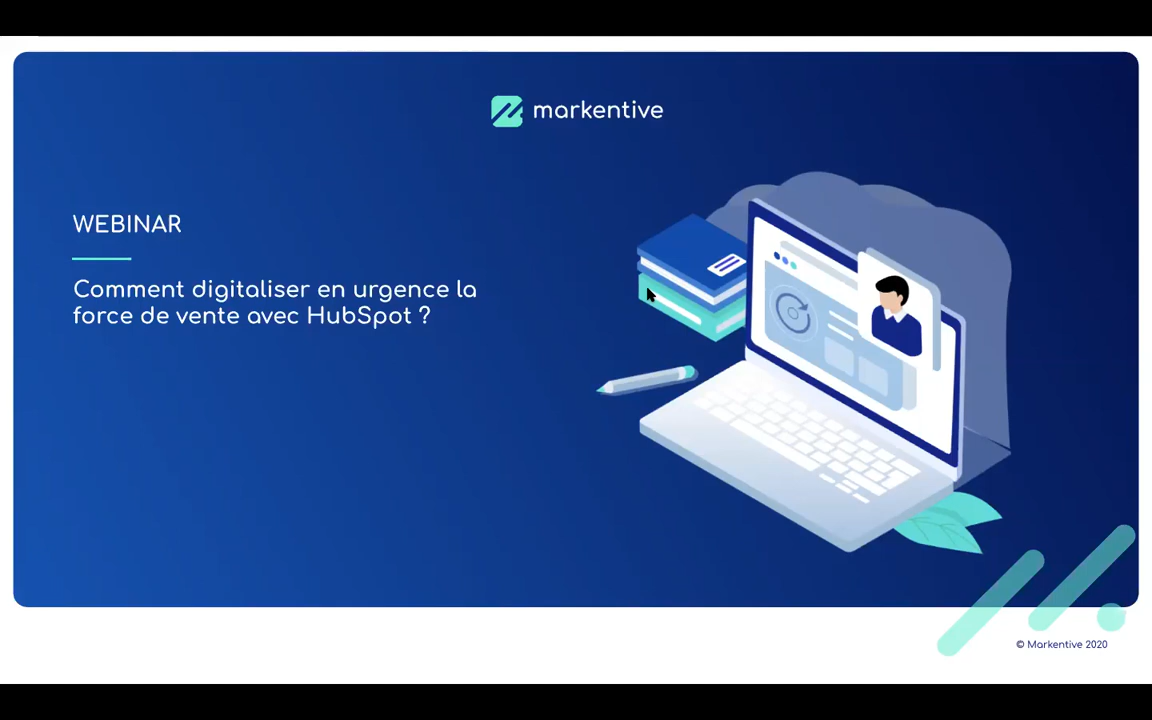 markentive
WEBINAR
Comment digitaliser en urgence la
force de vente avec HubSpot ?
© Markentive 2020